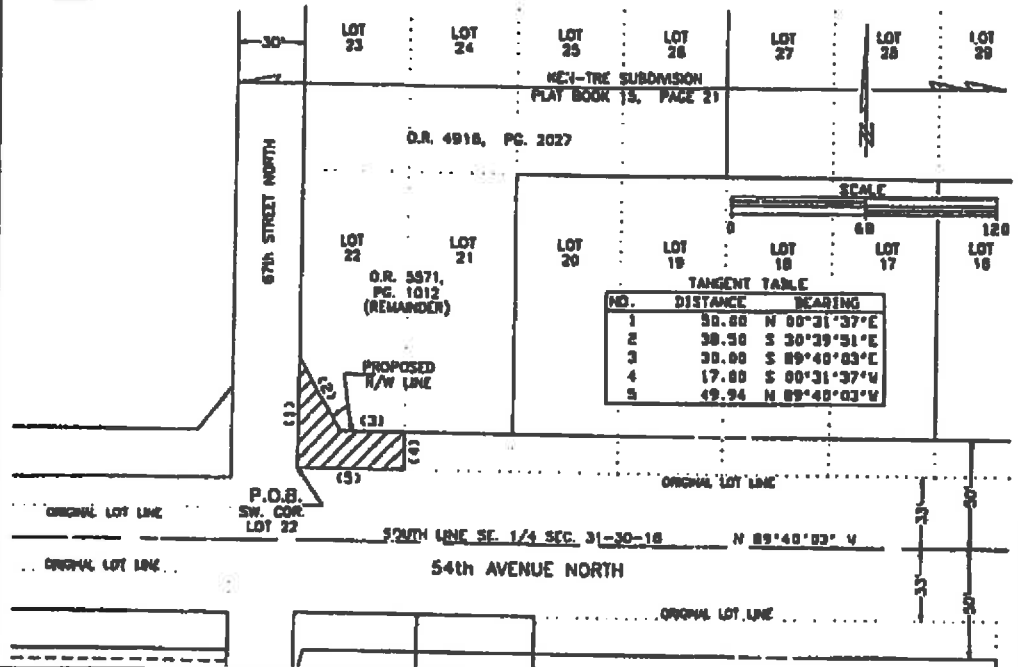 30'
LOT 23
LOT 24
LOT 25
LOT 26
LOT 27
LOT 28
LOT 29
KEN-TRE SUBDIVISION
PLAT BOOK 15, PAGE 21
O.R. 4918, PG. 2027
N
SCALE
0 60 120
67th STREET NORTH
LOT 22
LOT 21
LOT 20
LOT 19
LOT 18
LOT 17
LOT 16
O.R. 5571,
PG. 1012
(REMAINDER)
TANGENT TABLE
NO. DISTANCE BEARING
1 50.00 N 00°31'37"E
2 38.50 S 30°39'51"E
3 30.00 S 89°40'03"E
4 17.00 S 00°31'37"W
5 49.94 N 89°40'03"W
PROPOSED
R/W LINE
(1)
(2)
(3)
(4)
(5)
P.O.B.
SW. COR.
LOT 22
ORIGINAL LOT LINE
ORIGINAL LOT LINE
SOUTH LINE SE. 1/4 SEC. 31-30-16 N 89°40'03" W
33'
50'
ORIGINAL LOT LINE
54th AVENUE NORTH
33'
50'
ORIGINAL LOT LINE